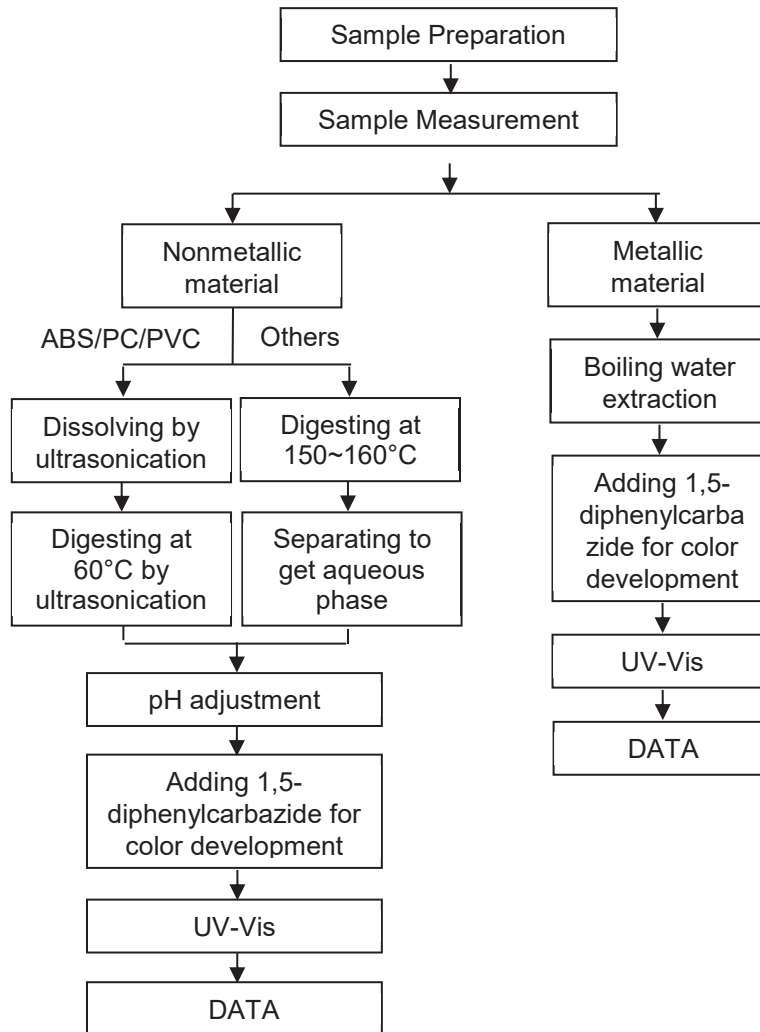 Sample Preparation
Sample Measurement
Nonmetallic
material
ABS/PC/PVC
Others
Dissolving by
ultrasonication
Digesting at
150~160°C
Digesting at
60°C by
ultrasonication
Separating to
get aqueous
phase
pH adjustment
Adding 1,5-
diphenylcarbazide for
color development
UV-Vis
DATA
Metallic
material
Boiling water
extraction
Adding 1,5-
diphenylcarba
zide for color
development
UV-Vis
DATA